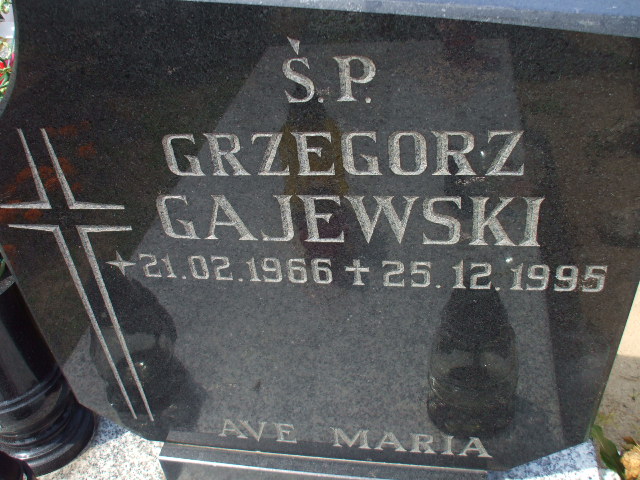 Ś.P.
GRZEGORZ
GAJEWSKI
★21.02.1966 ✝ 25.12.1995
AVE MARIA